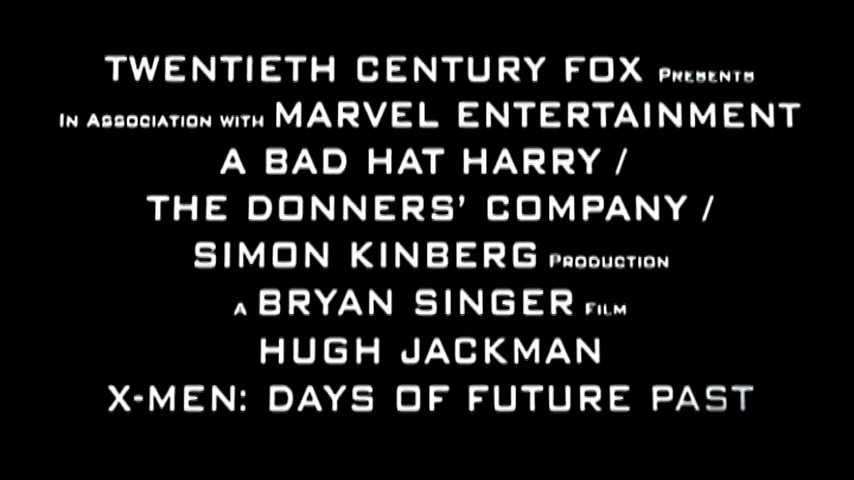 TWENTIETH CENTURY FOX PRESENTS
IN ASSOCIATION WITH MARVEL ENTERTAINMENT
A BAD HAT HARRY /
THE DONNERS' COMPANY /
SIMON KINBERG PRODUCTION
A BRYAN SINGER FILM
HUGH JACKMAN
X-MEN: DAYS OF FUTURE PAST